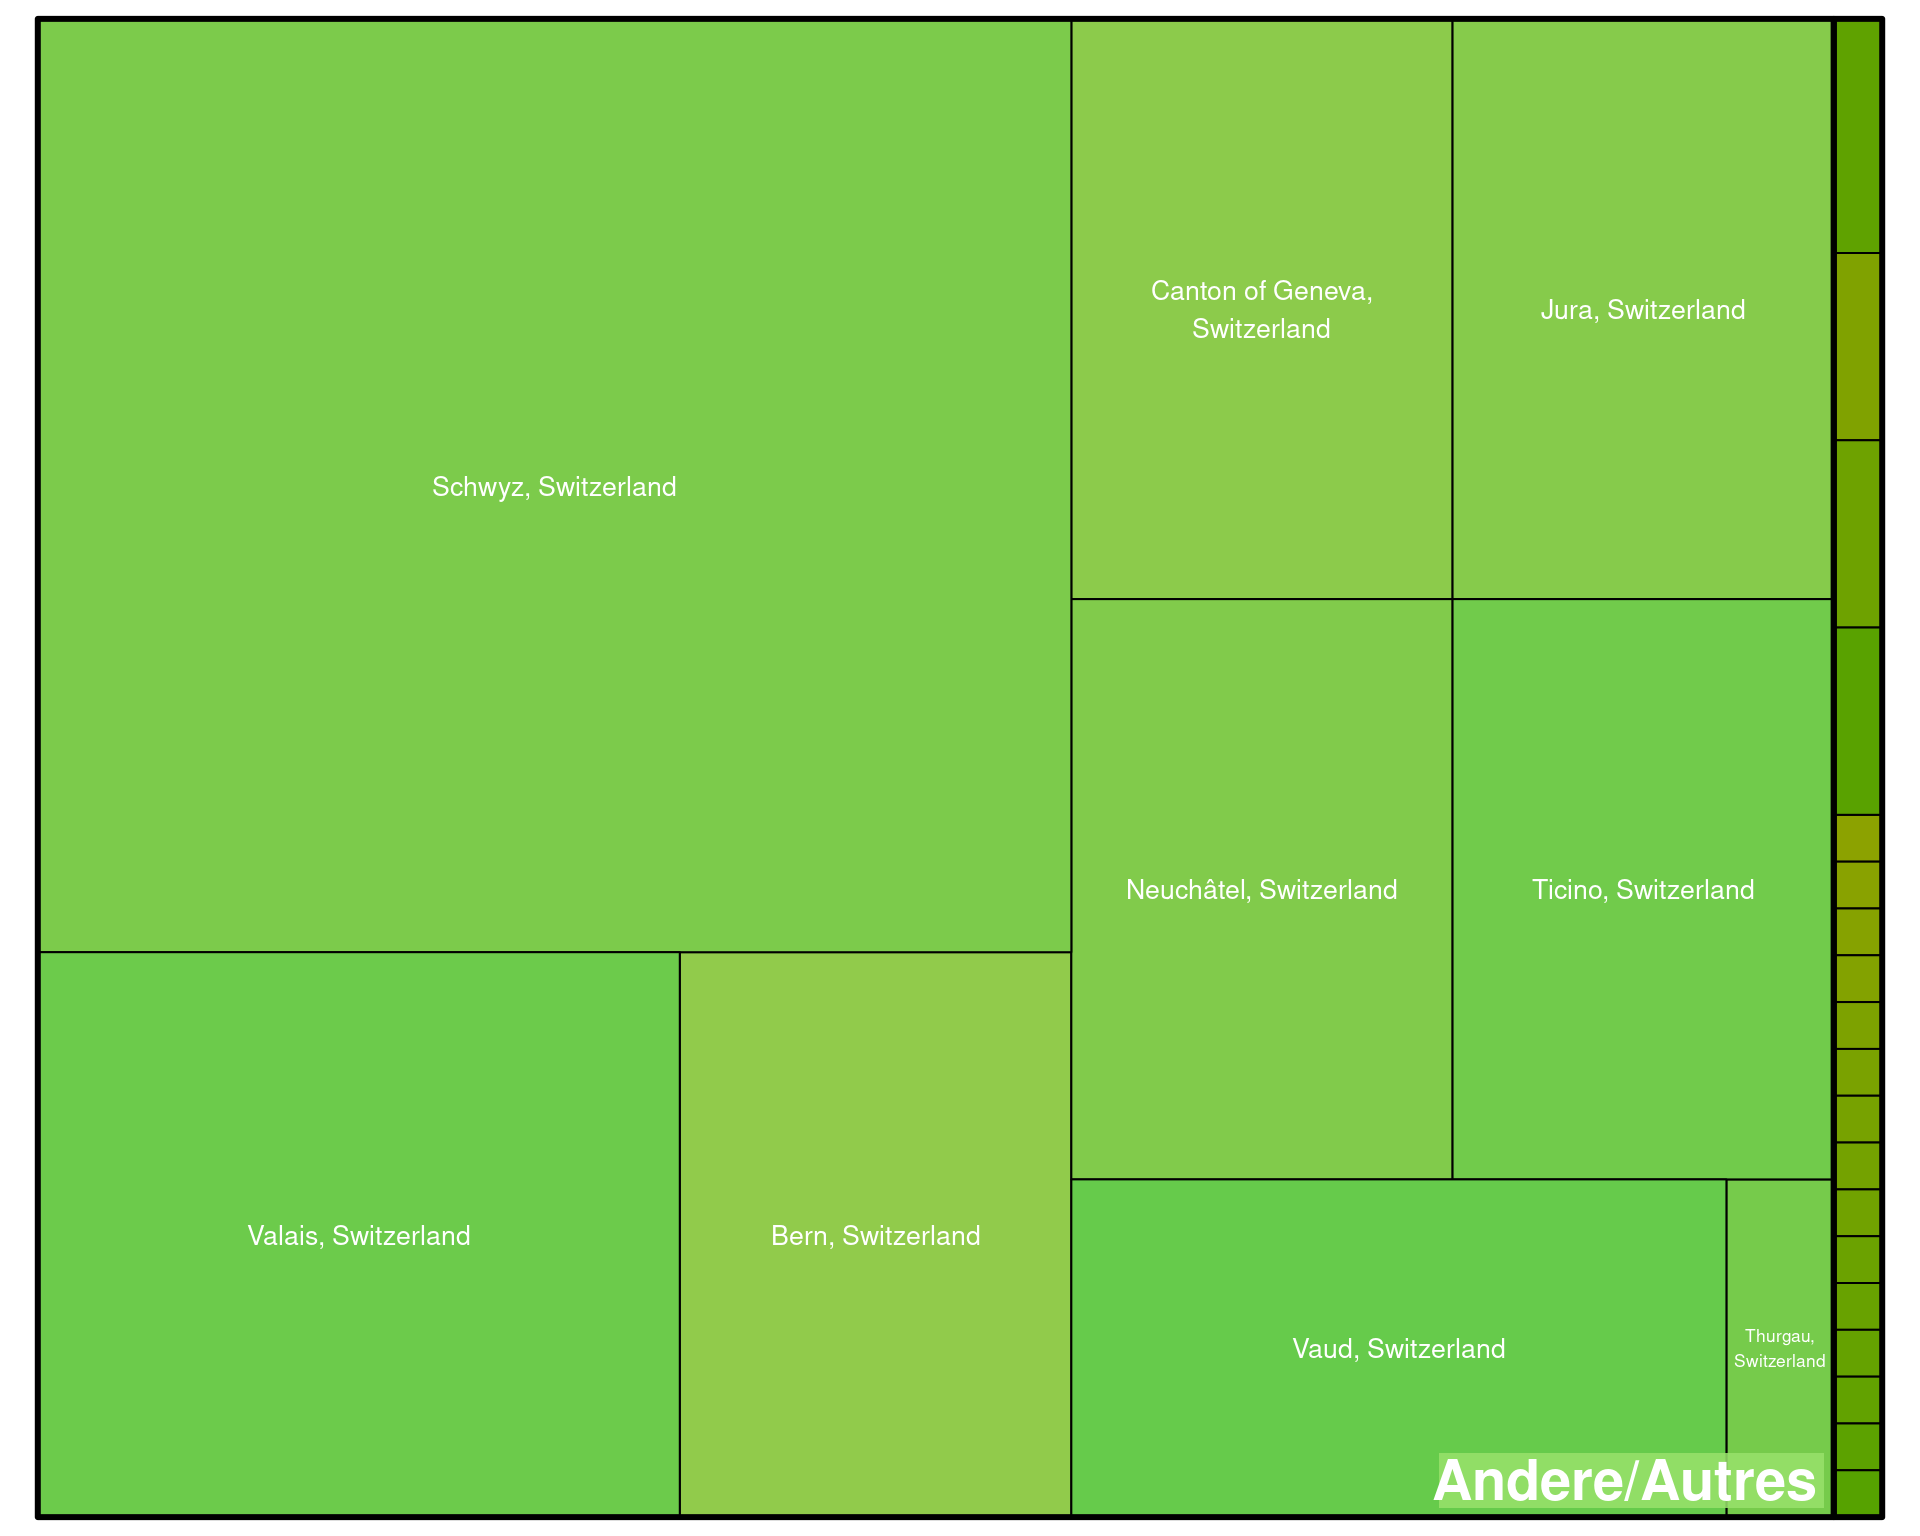 Schwyz, Switzerland
Canton of Geneva,
Switzerland
Jura, Switzerland
Neuchâtel, Switzerland
Ticino, Switzerland
Valais, Switzerland
Bern, Switzerland
Vaud, Switzerland
Thurgau,
Switzerland
Andere/Autres